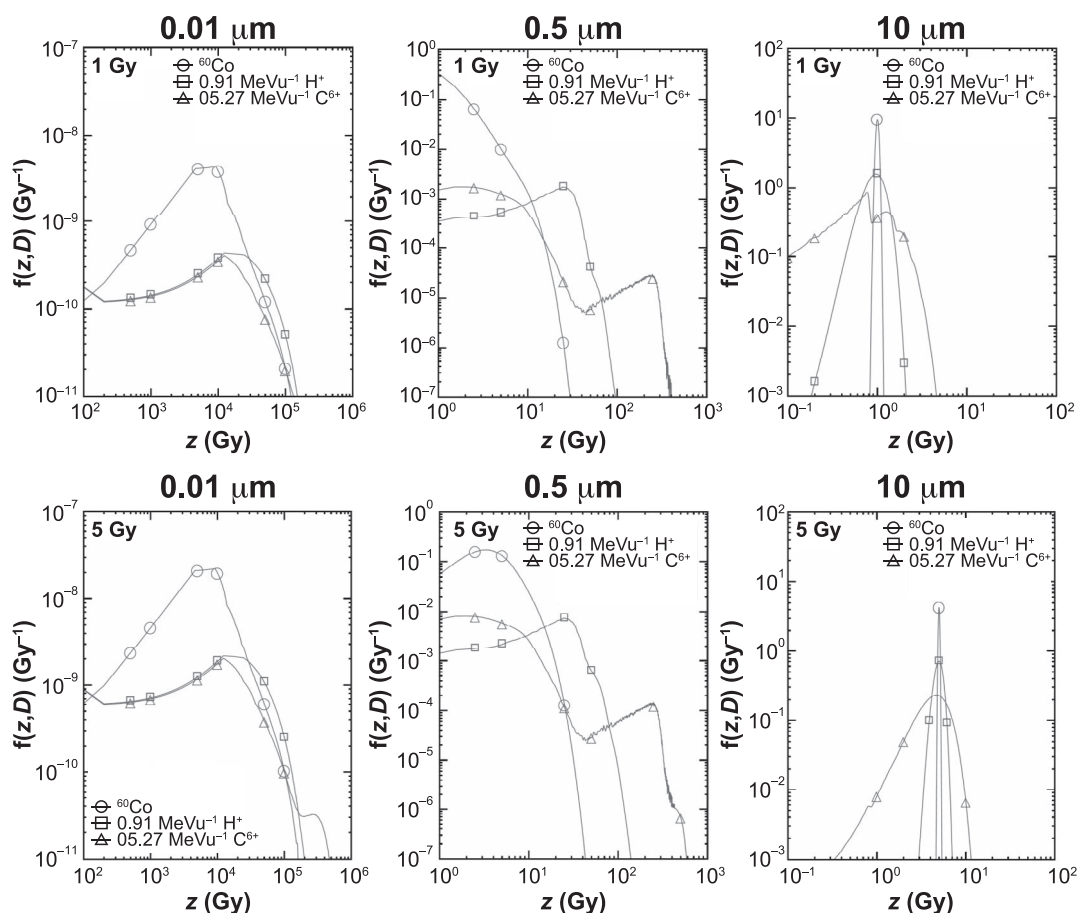 0.01 μm
0.5 μm
10 μm
f(z,D) (Gy⁻¹)
10⁻⁷
10⁻⁸
10⁻⁹
10⁻¹⁰
10⁻¹¹
1 Gy
⁶⁰Co
0.91 MeVu⁻¹ H⁺
05.27 MeVu⁻¹ C⁶⁺
10² 10³ 10⁴ 10⁵ 10⁶
z (Gy)
f(z,D) (Gy⁻¹)
10⁰
10⁻¹
10⁻²
10⁻³
10⁻⁴
10⁻⁵
10⁻⁶
10⁻⁷
1 Gy
⁶⁰Co
0.91 MeVu⁻¹ H⁺
05.27 MeVu⁻¹ C⁶⁺
10⁰ 10¹ 10² 10³
z (Gy)
f(z,D) (Gy⁻¹)
10²
10¹
10⁰
10⁻¹
10⁻²
10⁻³
1 Gy
⁶⁰Co
0.91 MeVu⁻¹ H⁺
05.27 MeVu⁻¹ C⁶⁺
10⁻¹ 10⁰ 10¹ 10²
z (Gy)
0.01 μm
0.5 μm
10 μm
f(z,D) (Gy⁻¹)
10⁻⁷
10⁻⁸
10⁻⁹
10⁻¹⁰
10⁻¹¹
5 Gy
⁶⁰Co
0.91 MeVu⁻¹ H⁺
05.27 MeVu⁻¹ C⁶⁺
10² 10³ 10⁴ 10⁵ 10⁶
z (Gy)
f(z,D) (Gy⁻¹)
10⁰
10⁻¹
10⁻²
10⁻³
10⁻⁴
10⁻⁵
10⁻⁶
10⁻⁷
5 Gy
⁶⁰Co
0.91 MeVu⁻¹ H⁺
05.27 MeVu⁻¹ C⁶⁺
10⁰ 10¹ 10² 10³
z (Gy)
f(z,D) (Gy⁻¹)
10²
10¹
10⁰
10⁻¹
10⁻²
10⁻³
5 Gy
⁶⁰Co
0.91 MeVu⁻¹ H⁺
05.27 MeVu⁻¹ C⁶⁺
10⁻¹ 10⁰ 10¹ 10²
z (Gy)